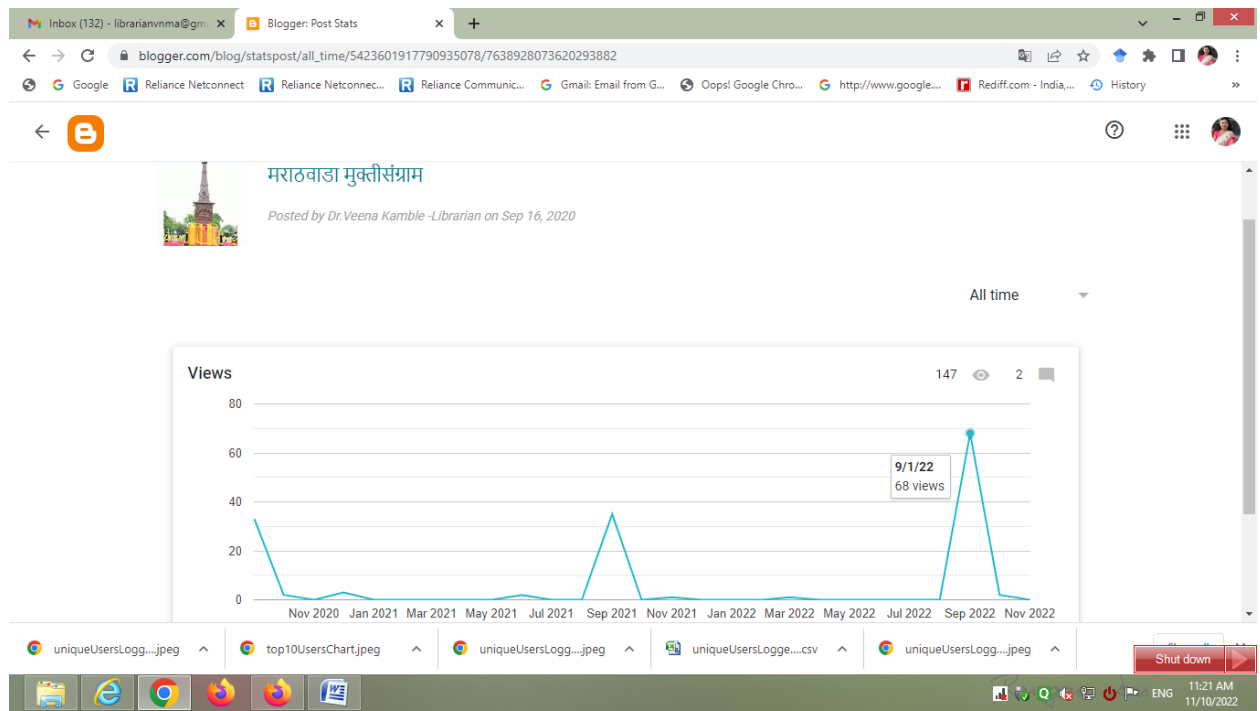 Inbox (132) - librarianvnma@gm
Blogger: Post Stats
blogger.com/blog/statspost/all_time/5423601917790935078/7638928073620293882
Google
Reliance Netconnect
Reliance Netconnec...
Reliance Communic...
Gmail: Email from G...
Oops! Google Chro...
http://www.google....
Rediff.com - India,...
History
मराठवाडा मुक्तीसंग्राम
Posted by Dr.Veena Kamble -Librarian on Sep 16, 2020
All time
Views
147
2
80
60
40
20
0
9/1/22
68 views
Nov 2020 Jan 2021 Mar 2021 May 2021 Jul 2021 Sep 2021 Nov 2021 Jan 2022 Mar 2022 May 2022 Jul 2022 Sep 2022 Nov 2022
uniqueUsersLogg....jpeg
top10UsersChart.jpeg
uniqueUsersLogg....jpeg
uniqueUsersLogge....csv
uniqueUsersLogg....jpeg
Shut down
ENG
11:21 AM
11/10/2022